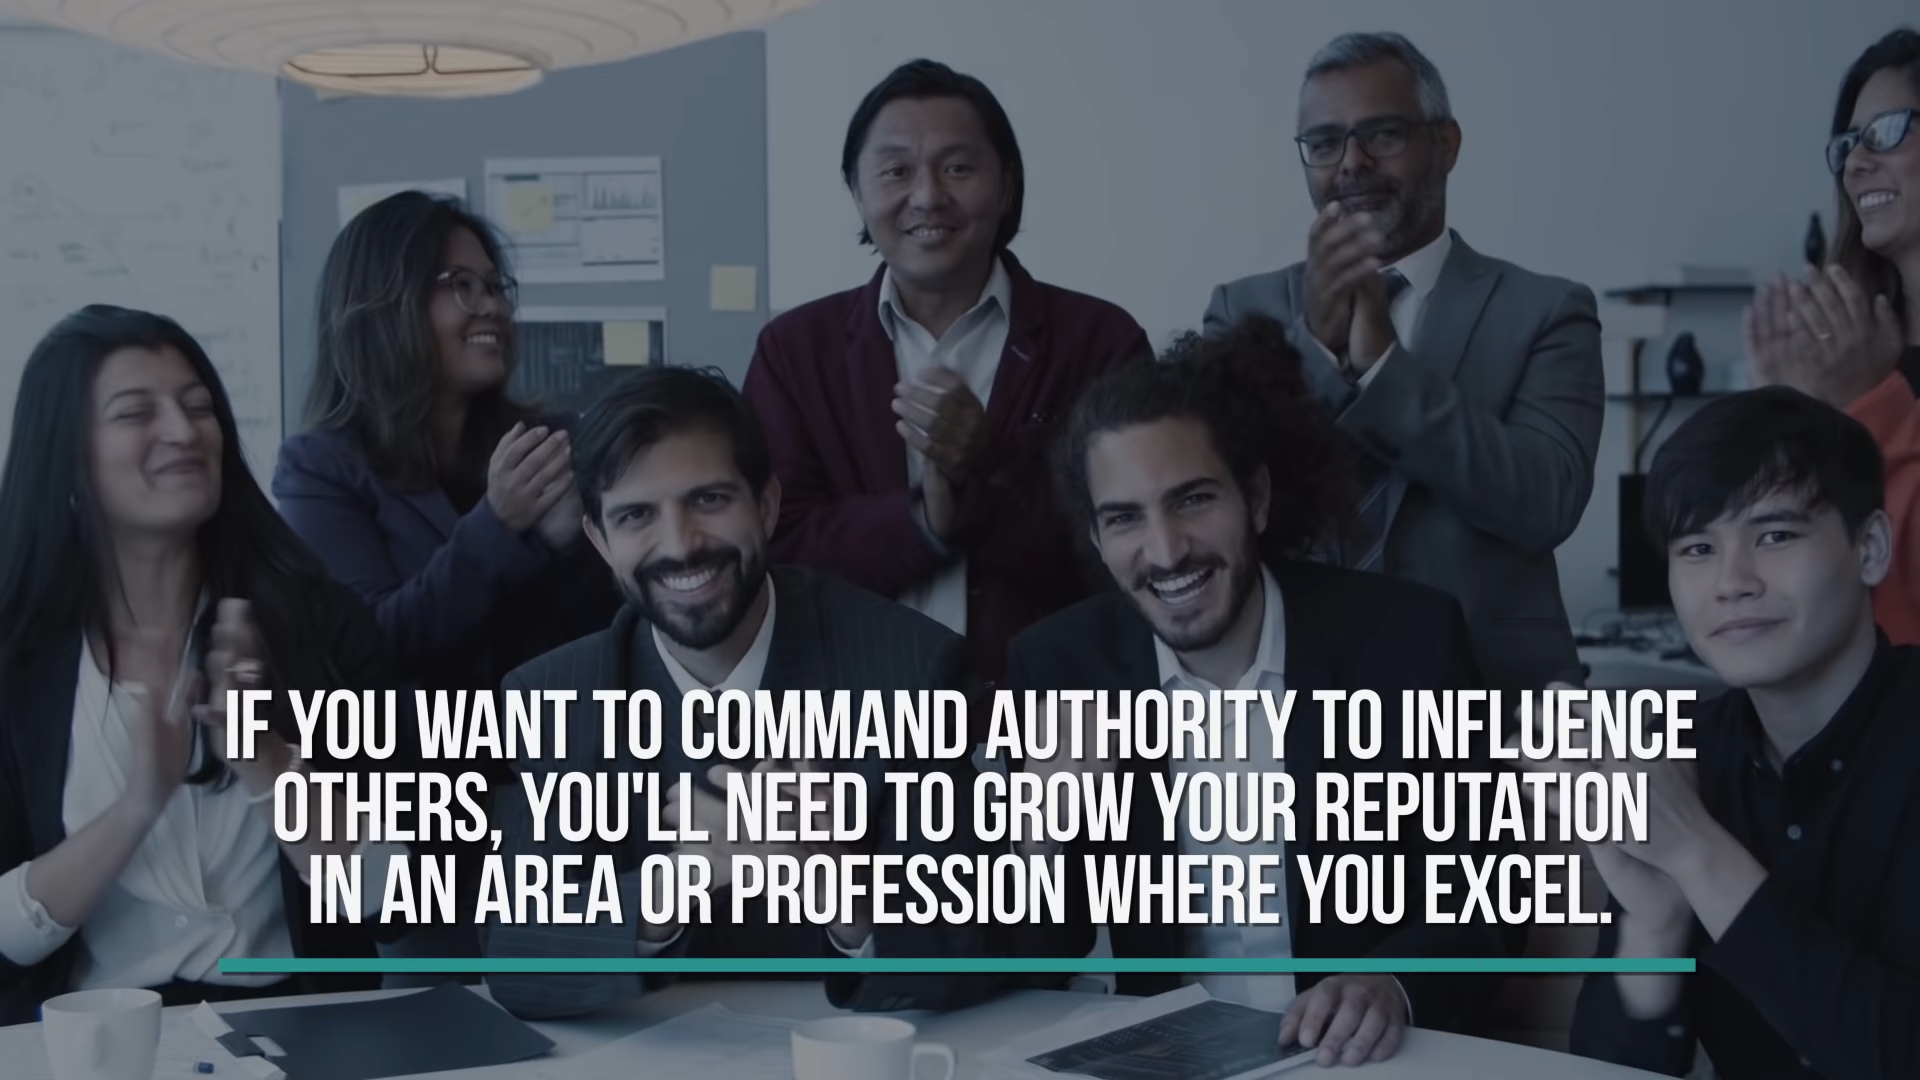 IF YOU WANT TO COMMAND AUTHORITY TO INFLUENCE
OTHERS, YOU'LL NEED TO GROW YOUR REPUTATION
IN AN AREA OR PROFESSION WHERE YOU EXCEL.